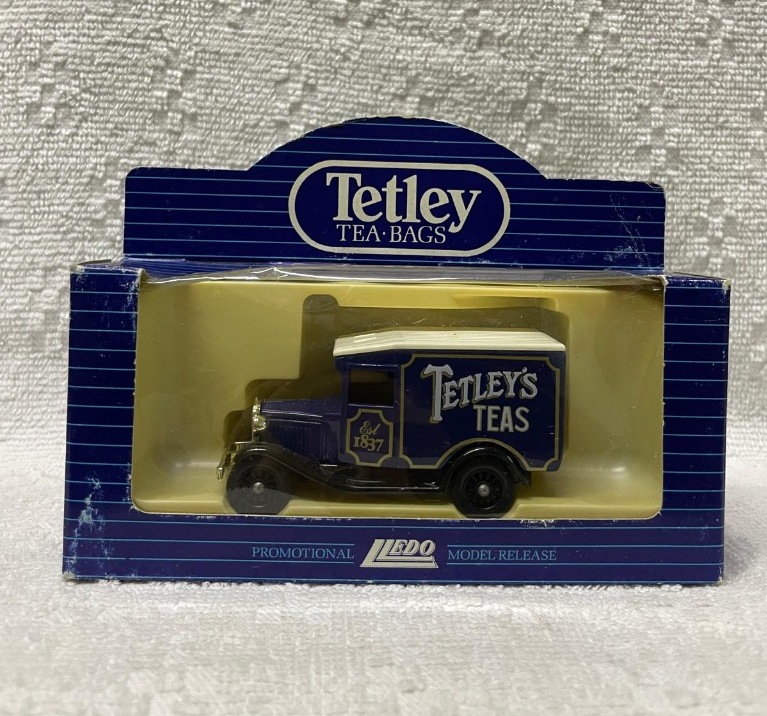 Tetley
TEA·BAGS
TETLEY'S
TEAS
Est
1837
PROMOTIONAL LLEDO MODEL RELEASE